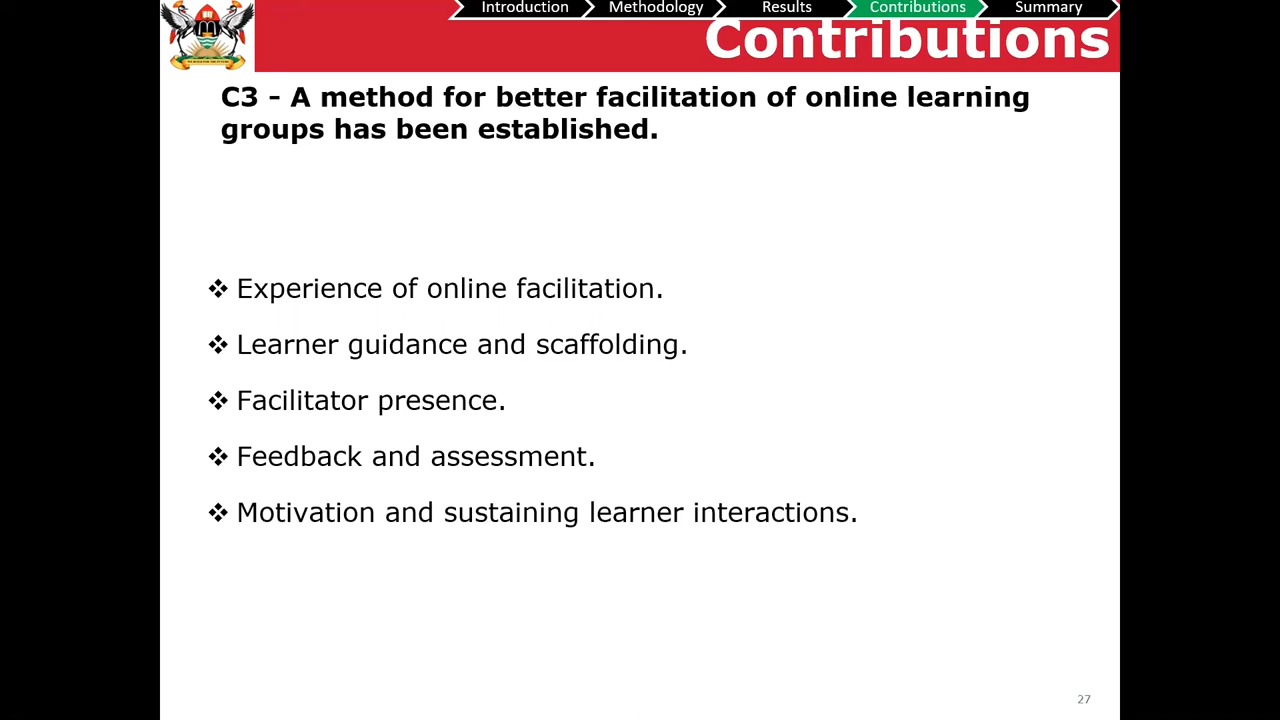 Introduction
Methodology
Results
Contributions
Summary
Contributions
C3 – A method for better facilitation of online learning
groups has been established.
❖ Experience of online facilitation.
❖ Learner guidance and scaffolding.
❖ Facilitator presence.
❖ Feedback and assessment.
❖ Motivation and sustaining learner interactions.
27